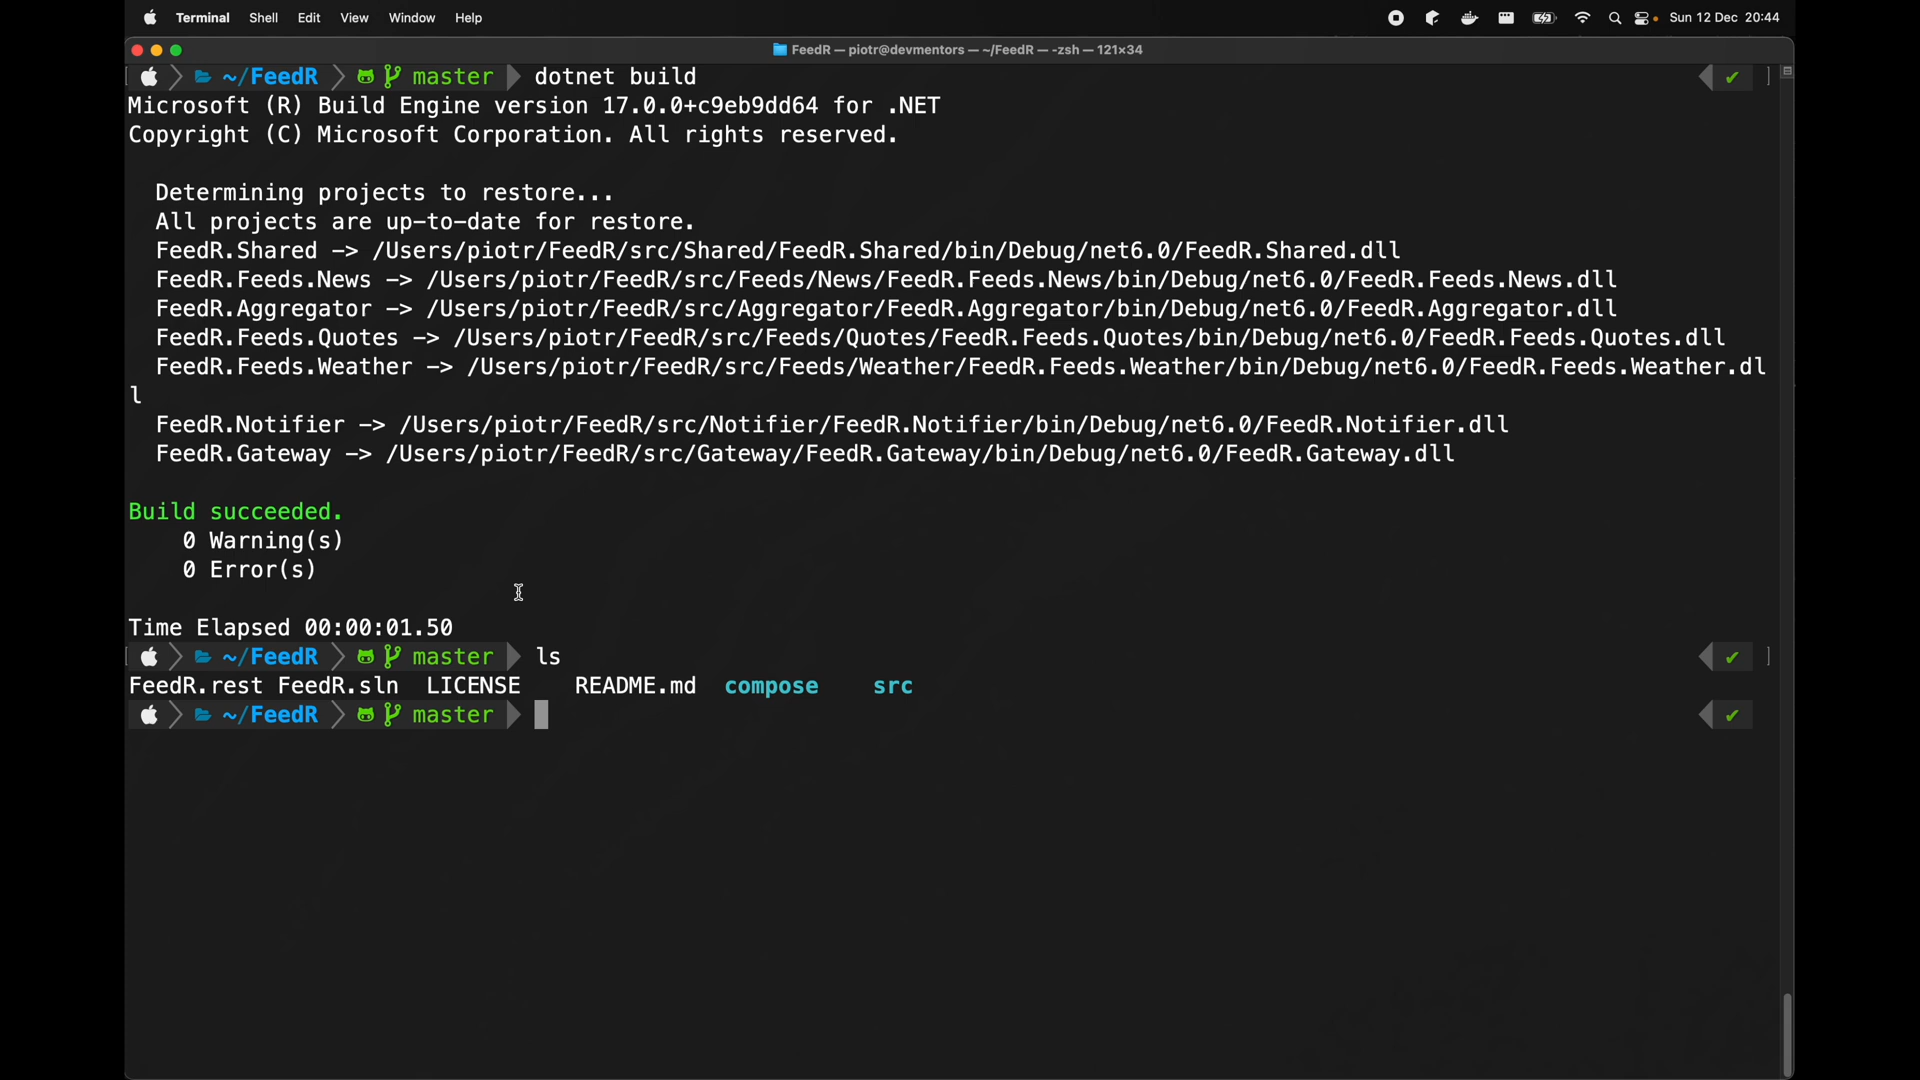 Terminal Shell Edit View Window Help Sun 12 Dec 20:44
FeedR — piotr@devmentors — ~/FeedR — -zsh — 121×34
~/FeedR master dotnet build
Microsoft (R) Build Engine version 17.0.0+c9eb9dd64 for .NET
Copyright (C) Microsoft Corporation. All rights reserved.
Determining projects to restore...
All projects are up-to-date for restore.
FeedR.Shared -> /Users/piotr/FeedR/src/Shared/FeedR.Shared/bin/Debug/net6.0/FeedR.Shared.dll
FeedR.Feeds.News -> /Users/piotr/FeedR/src/Feeds/News/FeedR.Feeds.News/bin/Debug/net6.0/FeedR.Feeds.News.dll
FeedR.Aggregator -> /Users/piotr/FeedR/src/Aggregator/FeedR.Aggregator/bin/Debug/net6.0/FeedR.Aggregator.dll
FeedR.Feeds.Quotes -> /Users/piotr/FeedR/src/Feeds/Quotes/FeedR.Feeds.Quotes/bin/Debug/net6.0/FeedR.Feeds.Quotes.dll
FeedR.Feeds.Weather -> /Users/piotr/FeedR/src/Feeds/Weather/FeedR.Feeds.Weather/bin/Debug/net6.0/FeedR.Feeds.Weather.dl
l
FeedR.Notifier -> /Users/piotr/FeedR/src/Notifier/FeedR.Notifier/bin/Debug/net6.0/FeedR.Notifier.dll
FeedR.Gateway -> /Users/piotr/FeedR/src/Gateway/FeedR.Gateway/bin/Debug/net6.0/FeedR.Gateway.dll
Build succeeded.
0 Warning(s)
0 Error(s)
Time Elapsed 00:00:01.50
~/FeedR master ls
FeedR.rest FeedR.sln LICENSE README.md compose src
~/FeedR master